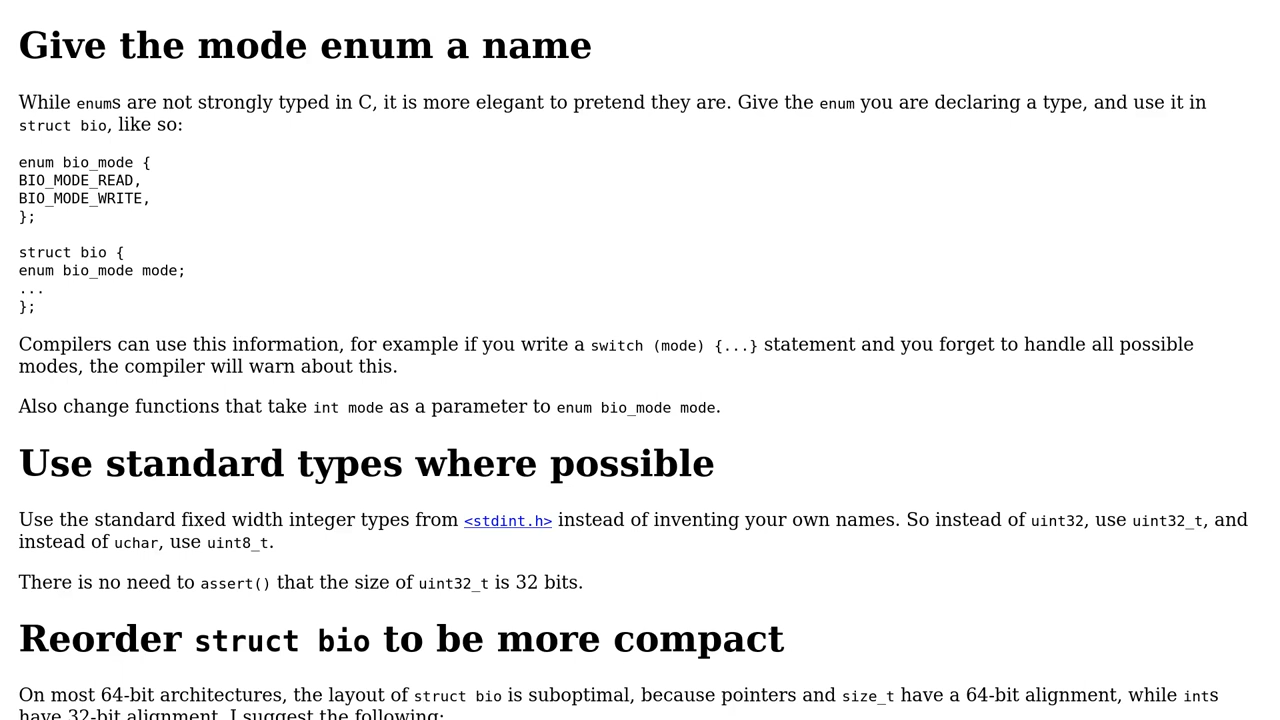 Give the mode enum a name
While enums are not strongly typed in C, it is more elegant to pretend they are. Give the enum you are declaring a type, and use it in
struct bio, like so:
enum bio_mode {
BIO_MODE_READ,
BIO_MODE_WRITE,
};
struct bio {
enum bio_mode mode;
...
};
Compilers can use this information, for example if you write a switch (mode) {...} statement and you forget to handle all possible
modes, the compiler will warn about this.
Also change functions that take int mode as a parameter to enum bio_mode mode.
Use standard types where possible
Use the standard fixed width integer types from <stdint.h> instead of inventing your own names. So instead of uint32, use uint32_t, and
instead of uchar, use uint8_t.
There is no need to assert() that the size of uint32_t is 32 bits.
Reorder struct bio to be more compact
On most 64-bit architectures, the layout of struct bio is suboptimal, because pointers and size_t have a 64-bit alignment, while ints
have 32-bit alignment. I suggest the following: